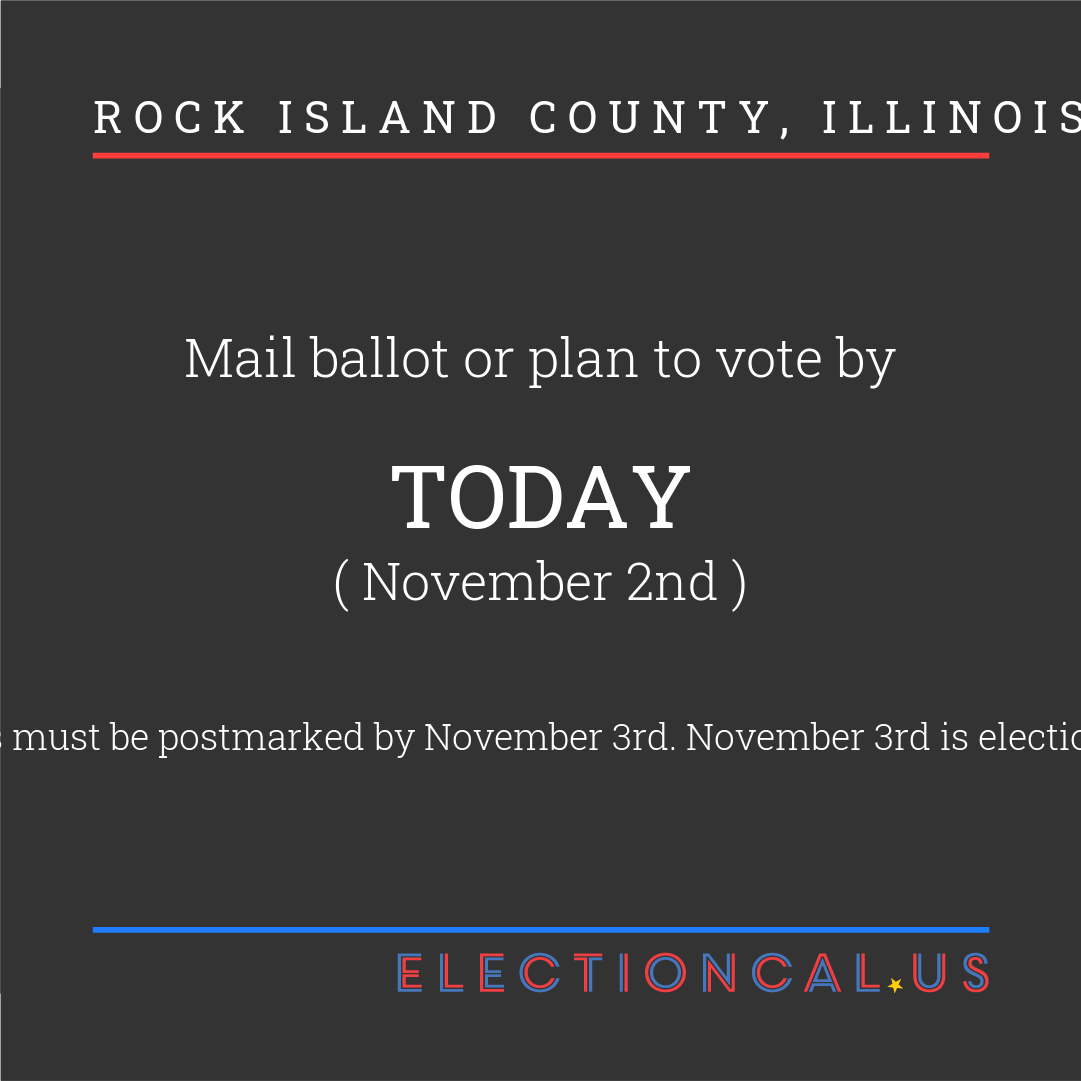 ROCK ISLAND COUNTY, ILLINOIS
Mail ballot or plan to vote by
TODAY
( November 2nd )
must be postmarked by November 3rd. November 3rd is
ELECTIONCAL.US